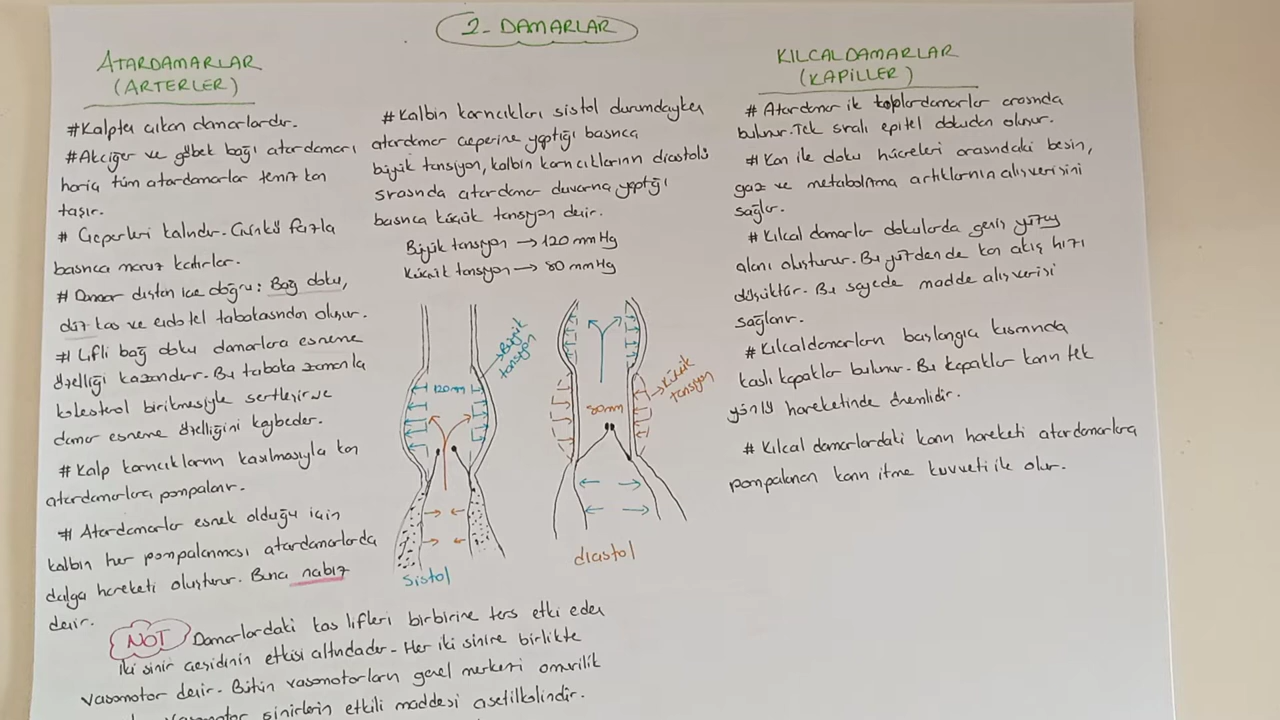 2- DAMARLAR
ATARDAMARLAR
(ARTERLER)
#Kalpten çıkan damarlardır.
#Akciğer ve göbek bağı atardamarı
hariç tüm atardamarlar temiz kan
taşır.
# Çeperleri kalındır. Çünkü fazla
basınca maruz kalırlar.
# Damar dıştan içe doğru: Bağ doku,
düz kas ve endotel tabakasından oluşur.
# Lifli bağ doku damarlara esneme
özelliği kazandırır. Bu tabaka zamanla
kolesterol birikmesiyle sertleşir ve
damar esneme özelliğini kaybeder.
# Kalp karıncıklarının kasılmasıyla kan
atardamarlara pompalanır.
# Atardamarlar esnek olduğu için
kalbin her pompalanması atardamarlarda
dalga hareketi oluşturur. Buna nabız
denir.
#Kalbin karıncıkları sistol durumdayken
atardamar çeperine yaptığı basınca
büyük tansiyon, kalbin karıncıklarının diastolü
sırasında atardamar duvarına yaptığı
basınca küçük tansiyon denir.
Büyük tansiyon → 120 mmHg
Küçük tansiyon → 80 mmHg
120mm
→Büyük
tansiyon
sistol
80mm
→Küçük
tansiyon
diastol
KILCALDAMARLAR
(KAPİLLER)
# Atardamar ile toplardamarlar arasında
bulunur. Tek sıralı epitel dokudan oluşur.
#Kan ile doku hücreleri arasındaki besin,
gaz ve metabolizma artıklarının alışverisini
sağlar.
# Kılcal damarlar dokularda geniş yüzey
alanı oluşturur. Bu yüzden de kan akış hızı
düşüktür. Bu sayede madde alışverisi
sağlanır.
#Kılcaldamarların başlangıç kısmında
kaslı kapaklar bulunur. Bu kapaklar kanın tek
yönlü hareketinde önemlidir.
# Kılcal damarlardaki kanın hareketi atardamarlara
pompalanan kanın itme kuvveti ile olur.
NOT Damarlardaki kas lifleri birbirine ters etki eden
iki sinir çeşidinin etkisi altındadır- Her iki sinire birlikte
vasomotor denir- Bütün vasomotorların genel merkezi omurilik
Vasomotor sinirlerin etkili maddesi asetilkolindir.